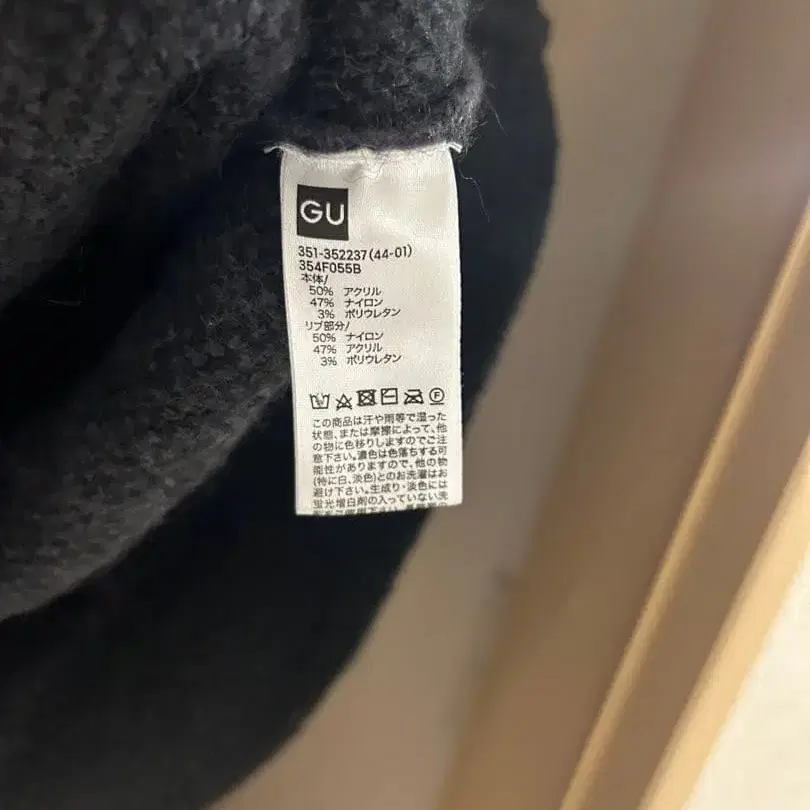 GU
351-352237(44-01)
354F055B
本体/
50% アクリル
47% ナイロン
3% ポリウレタン
リブ部分/
50% ナイロン
47% アクリル
3% ポリウレタン
F
この商品は汗や雨等で湿った
状態、または摩擦によって、他
の物に色移りしますのでご注
意下さい。濃色は色落ちする可
能性がありますので、他の物
(特に白、淡色)とのお洗濯はお
避け下さい。生成り・淡色には
蛍光増白剤の入っていない洗